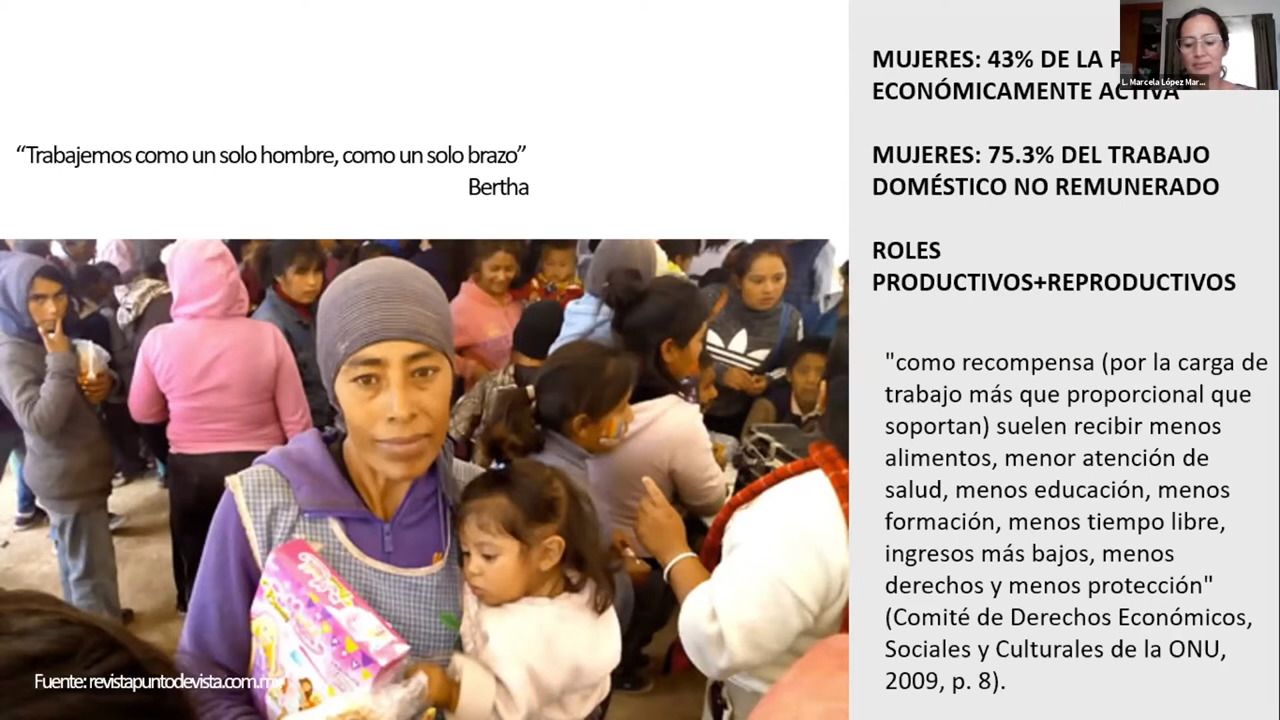 “Trabajemos como un solo hombre, como un solo brazo”
Bertha
Fuente: revistapuntodevista.com.m
MUJERES: 43% DE LA
ECONÓMICAMENTE ACTIVA
MUJERES: 75.3% DEL TRABAJO
DOMÉSTICO NO REMUNERADO
ROLES
PRODUCTIVOS+REPRODUCTIVOS
"como recompensa (por la carga de
trabajo más que proporcional que
soportan) suelen recibir menos
alimentos, menor atención de
salud, menos educación, menos
formación, menos tiempo libre,
ingresos más bajos, menos
derechos y menos protección"
(Comité de Derechos Económicos,
Sociales y Culturales de la ONU,
2009, p. 8).
L. Marcela López Mar...